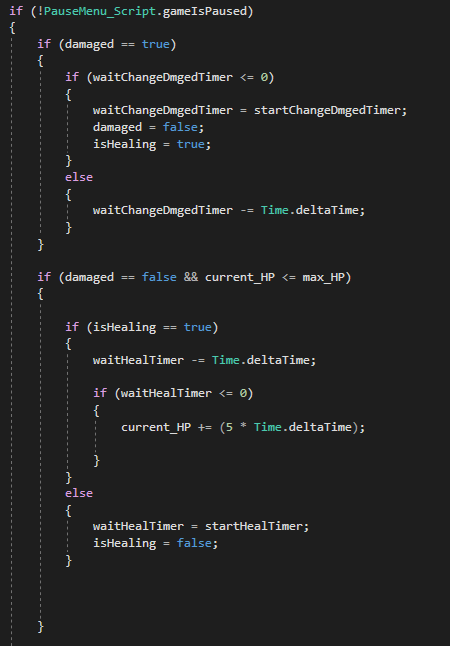 if (!PauseMenu_Script.gameIsPaused)
{
if (damaged == true)
{
if (waitChangeDmgedTimer <= 0)
{
waitChangeDmgedTimer = startChangeDmgedTimer;
damaged = false;
isHealing = true;
}
else
{
waitChangeDmgedTimer -= Time.deltaTime;
}
}
if (damaged == false && current_HP <= max_HP)
{
if (isHealing == true)
{
waitHealTimer -= Time.deltaTime;
if (waitHealTimer <= 0)
{
current_HP += (5 * Time.deltaTime);
}
}
else
{
waitHealTimer = startHealTimer;
isHealing = false;
}
}